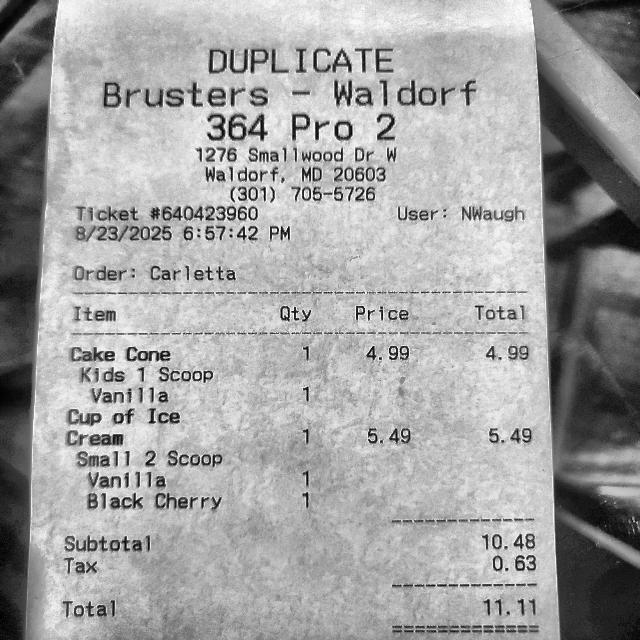 DUPLICATE
Brusters - Waldorf
364 Pro 2
1276 Smallwood Dr W
Waldorf, MD 20603
(301) 705-5726
Ticket #640423960 User: NWaugh
8/23/2025 6:57:42 PM
Order: Carletta
Item Qty Price Total
Cake Cone 1 4.99 4.99
Kids 1 Scoop
Vanilla 1
Cup of Ice
Cream 1 5.49 5.49
Small 2 Scoop
Vanilla 1
Black Cherry 1
Subtotal 10.48
Tax 0.63
Total 11.11